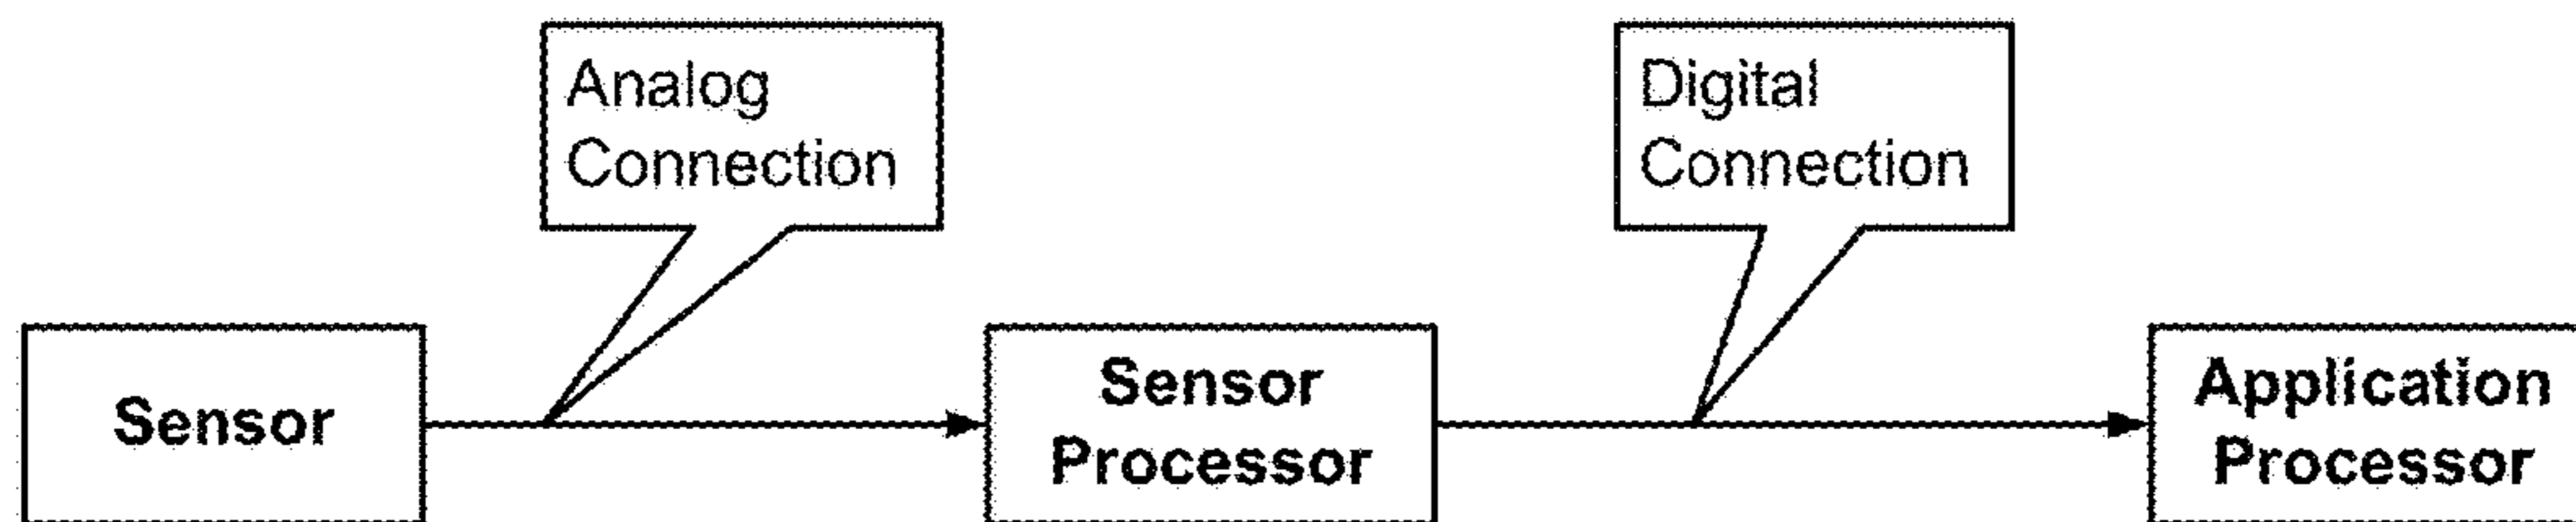 Analog
Connection
Digital
Connection
Sensor
Sensor
Processor
Application
Processor